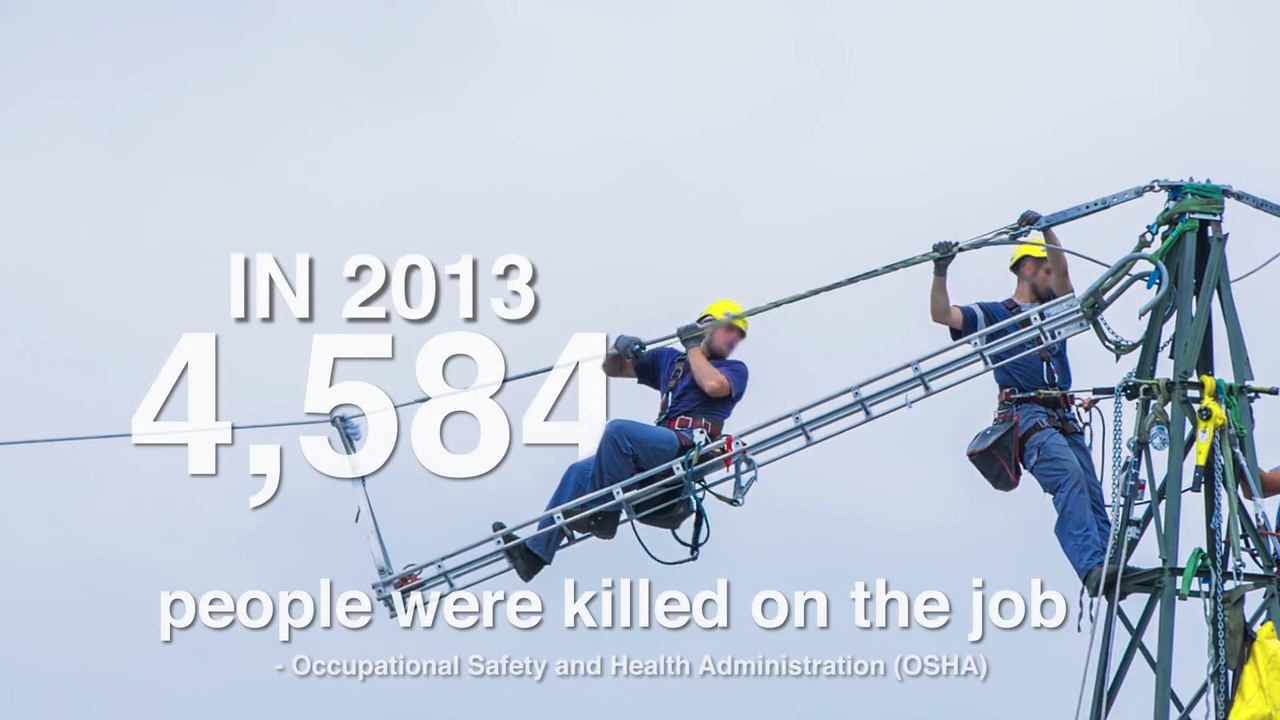 IN 2013
4,584
people were killed on the job
- Occupational Safety and Health Administration (OSHA)